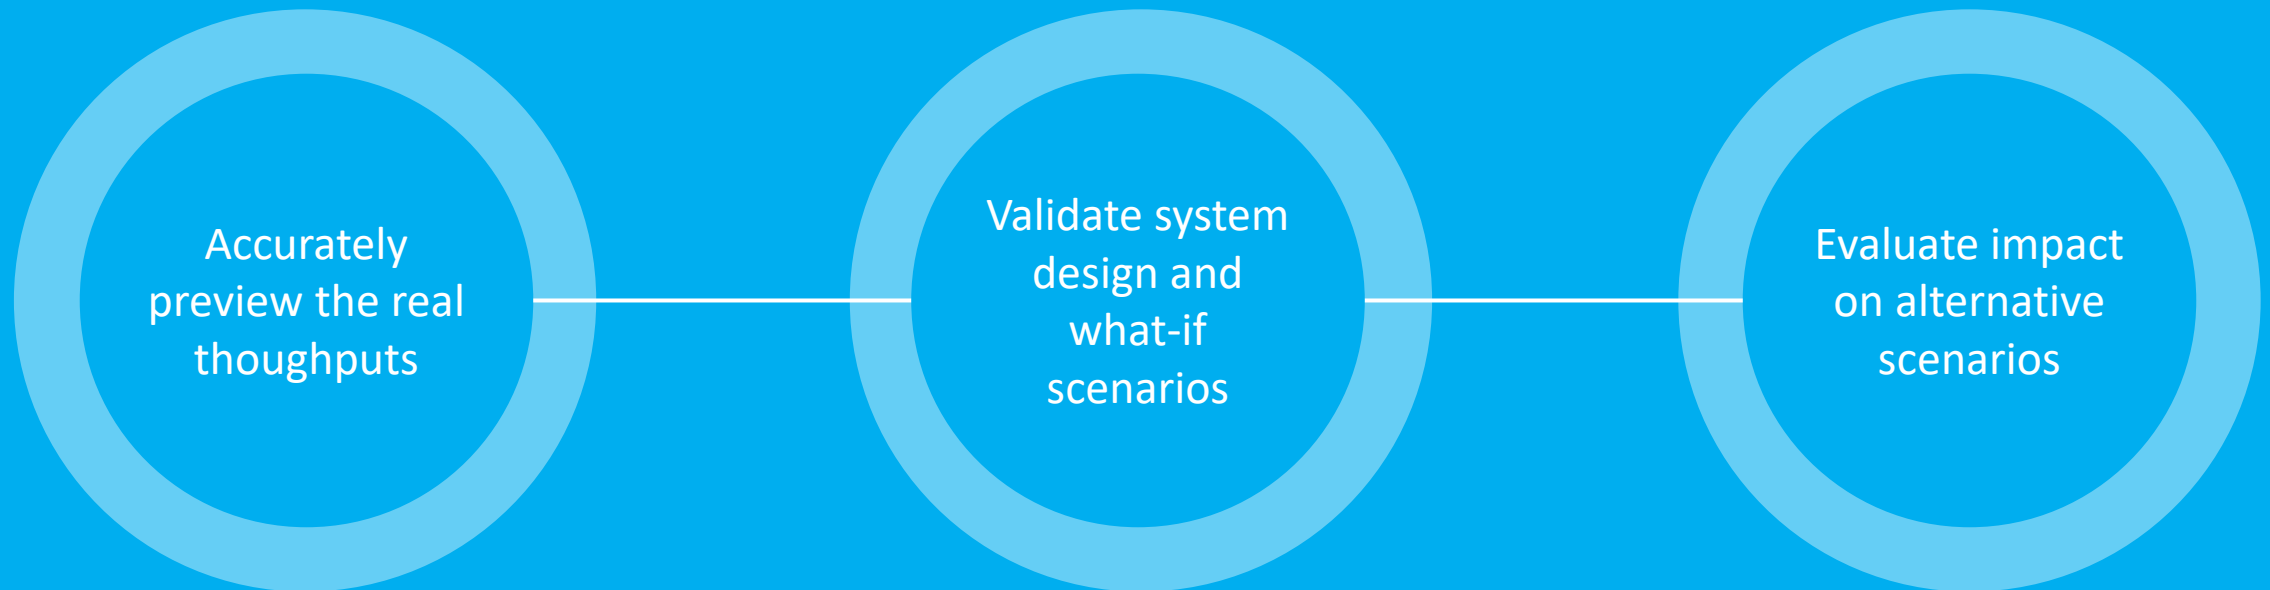 Accurately
preview the real
thoughputs
Validate system
design and
what-if
scenarios
Evaluate impact
on alternative
scenarios